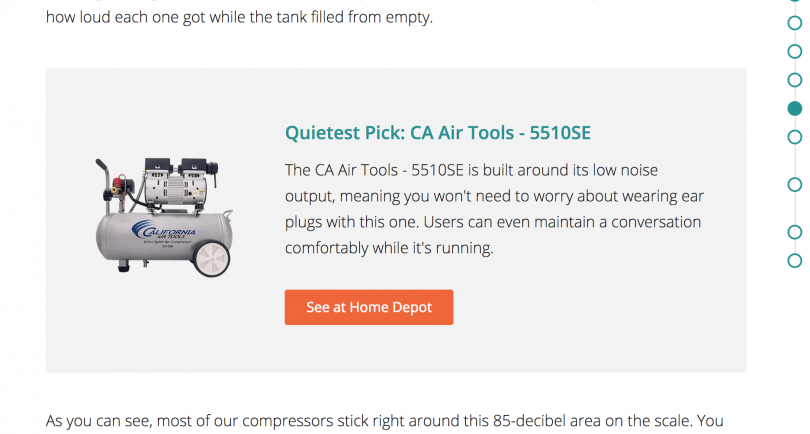 how loud each one got while the tank filled from empty.
Quietest Pick: CA Air Tools - 5510SE
The CA Air Tools - 5510SE is built around its low noise
output, meaning you won't need to worry about wearing ear
plugs with this one. Users can even maintain a conversation
comfortably while it's running.
CALIFORNIA
AIR TOOLS
See at Home Depot
As you can see, most of our compressors stick right around this 85-decibel area on the scale. You